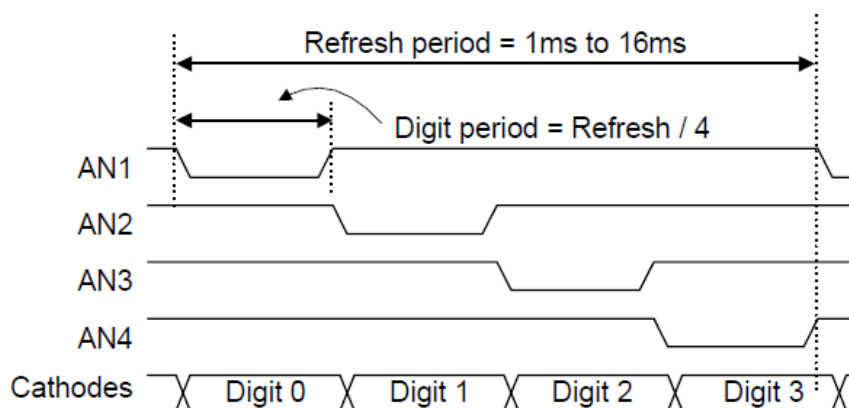 Refresh period = 1ms to 16ms
Digit period = Refresh / 4
AN1
AN2
AN3
AN4
Cathodes Digit 0 Digit 1 Digit 2 Digit 3